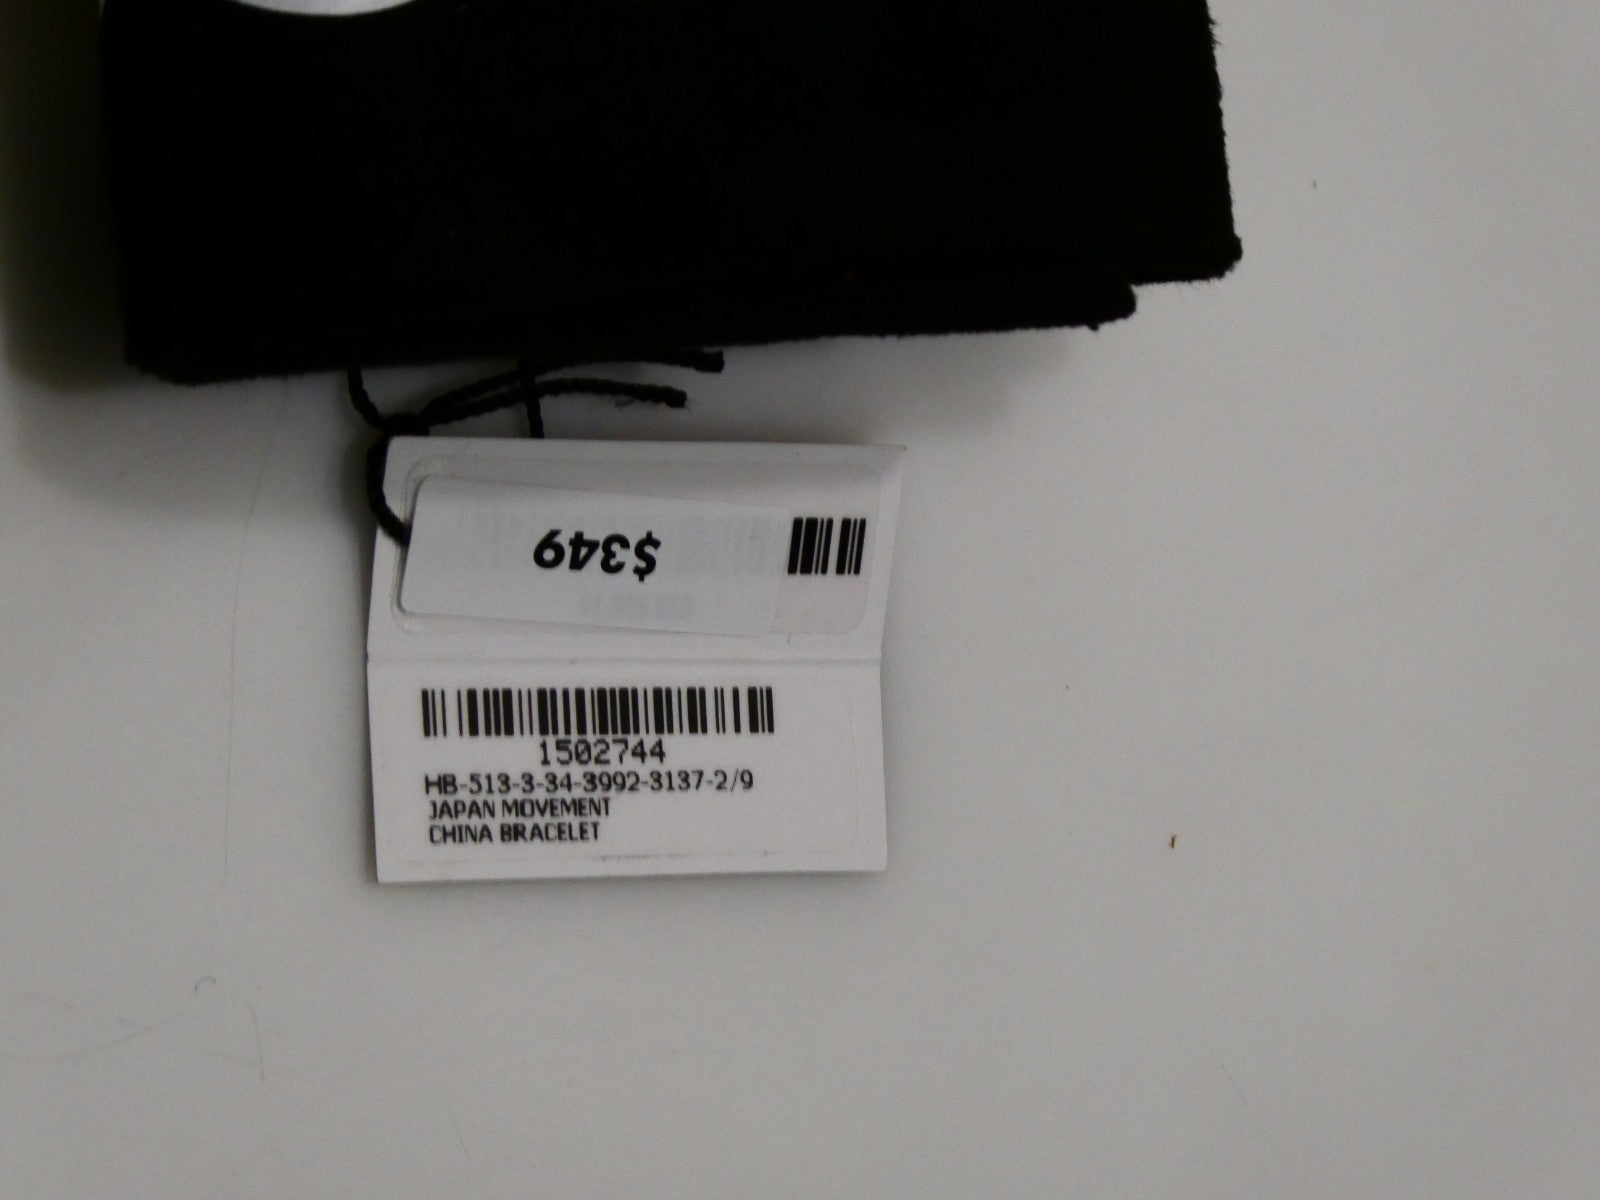 $349
1502744
HB-513-3-34-3992-3137-2/9
JAPAN MOVEMENT
CHINA BRACELET